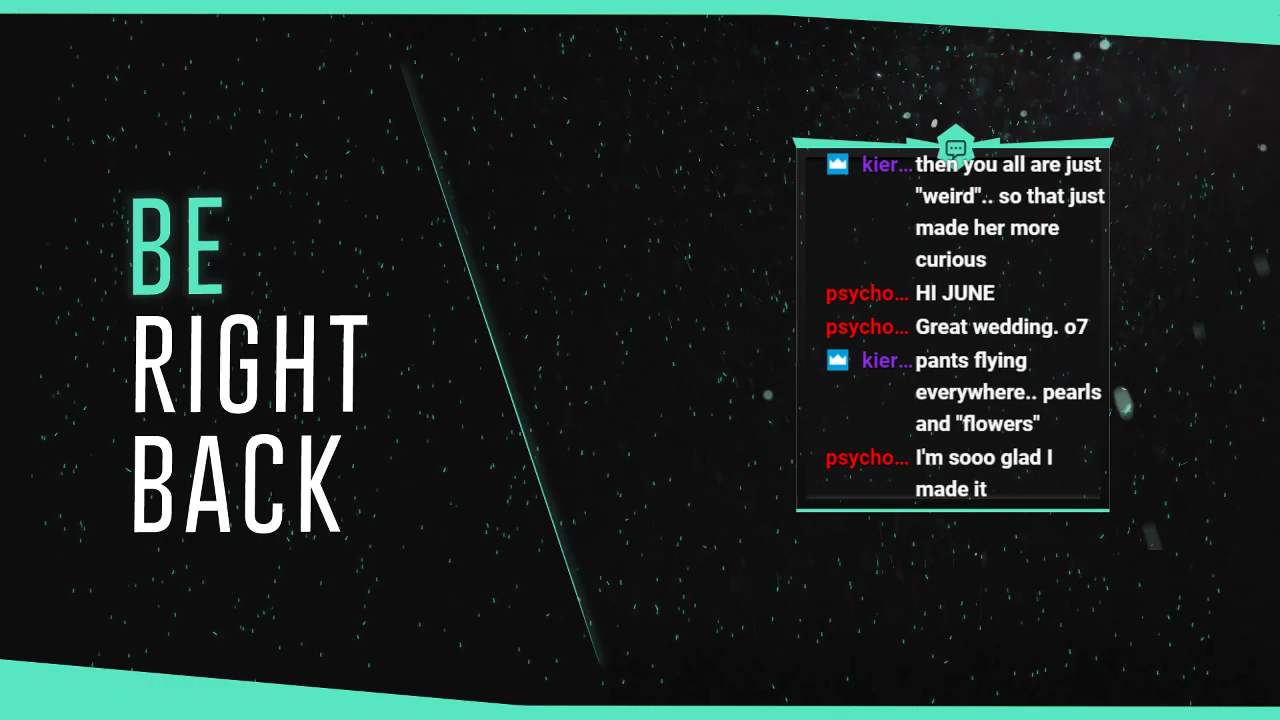 BE
RIGHT
BACK
kier... then you all are just
"weird".. so that just
made her more
curious
psycho... HI JUNE
psycho... Great wedding. o7
kier... pants flying
everywhere.. pearls
and "flowers"
psycho... I'm sooo glad I
made it